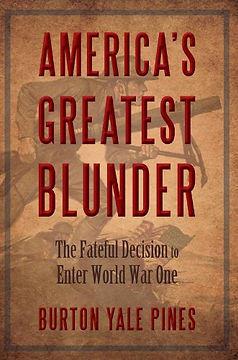 AMERICA'S
GREATEST
BLUNDER
The Fateful Decision to
Enter World War One
BURTON YALE PINES